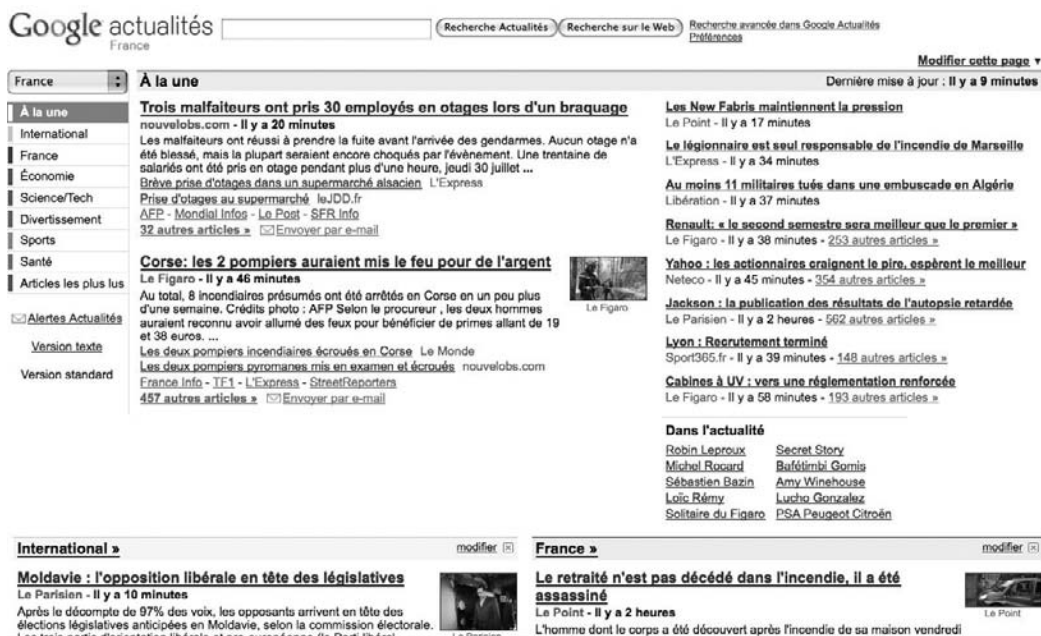 Google actualités
France
Recherche Actualités
Recherche sur le Web
Recherche avancée dans Google Actualités
Préférences
Modifier cette page ▾
France
À la une
Dernière mise à jour : Il y a 9 minutes
À la une
International
France
Économie
Science/Tech
Divertissement
Sports
Santé
Articles les plus lus
Alertes Actualités
Version texte
Version standard
Trois malfaiteurs ont pris 30 employés en otages lors d'un braquage
nouvelobs.com - Il y a 20 minutes
Les malfaiteurs ont réussi à prendre la fuite avant l'arrivée des gendarmes. Aucun otage n'a
été blessé, mais la plupart seraient encore choqués par l'évènement. Une trentaine de
salariés ont été pris en otage pendant plus d'une heure, jeudi 30 juillet ...
Brève prise d'otages dans un supermarché alsacien L'Express
Prise d'otages au supermarché leJDD.fr
AFP - Mondial Infos - Le Post - SFR Info
32 autres articles » Envoyer par e-mail
Corse: les 2 pompiers auraient mis le feu pour de l'argent
Le Figaro - Il y a 46 minutes
Au total, 8 incendiaires présumés ont été arrêtés en Corse en un peu plus
d'une semaine. Crédits photo : AFP Selon le procureur , les deux hommes
auraient reconnu avoir allumé des feux pour bénéficier de primes allant de 19
et 38 euros. ...
Les deux pompiers incendiaires écroués en Corse Le Monde
Les deux pompiers pyromanes mis en examen et écroués nouvelobs.com
France Info - TF1 - L'Express - StreetReporters
457 autres articles » Envoyer par e-mail
Le Figaro
Les New Fabris maintiennent la pression
Le Point - Il y a 17 minutes
Le légionnaire est seul responsable de l'incendie de Marseille
L'Express - Il y a 34 minutes
Au moins 11 militaires tués dans une embuscade en Algérie
Libération - Il y a 37 minutes
Renault: « le second semestre sera meilleur que le premier »
Le Figaro - Il y a 38 minutes - 253 autres articles »
Yahoo : les actionnaires craignent le pire, espèrent le meilleur
Neteco - Il y a 45 minutes - 354 autres articles »
Jackson : la publication des résultats de l'autopsie retardée
Le Parisien - Il y a 2 heures - 562 autres articles »
Lyon : Recrutement terminé
Sport365.fr - Il y a 39 minutes - 148 autres articles »
Cabines à UV : vers une réglementation renforcée
Le Figaro - Il y a 58 minutes - 193 autres articles »
Dans l'actualité
Robin Leproux Secret Story
Michel Rocard Bafétimbi Gomis
Sébastien Bazin Amy Winehouse
Loïc Rémy Lucho Gonzalez
Solitaire du Figaro PSA Peugeot Citroën
International »
modifier
Moldavie : l'opposition libérale en tête des législatives
Le Parisien - Il y a 10 minutes
Après le décompte de 97% des voix, les opposants arrivent en tête des
élections législatives anticipées en Moldavie, selon la commission électorale.
Les trois partis d'orientation libérale et pro-européenne (le Parti libéral
Le Parisien
France »
modifier
Le retraité n'est pas décédé dans l'incendie, il a été
assassiné
Le Point - Il y a 2 heures
L'homme dont le corps a été découvert après l'incendie de sa maison vendredi
Le Point